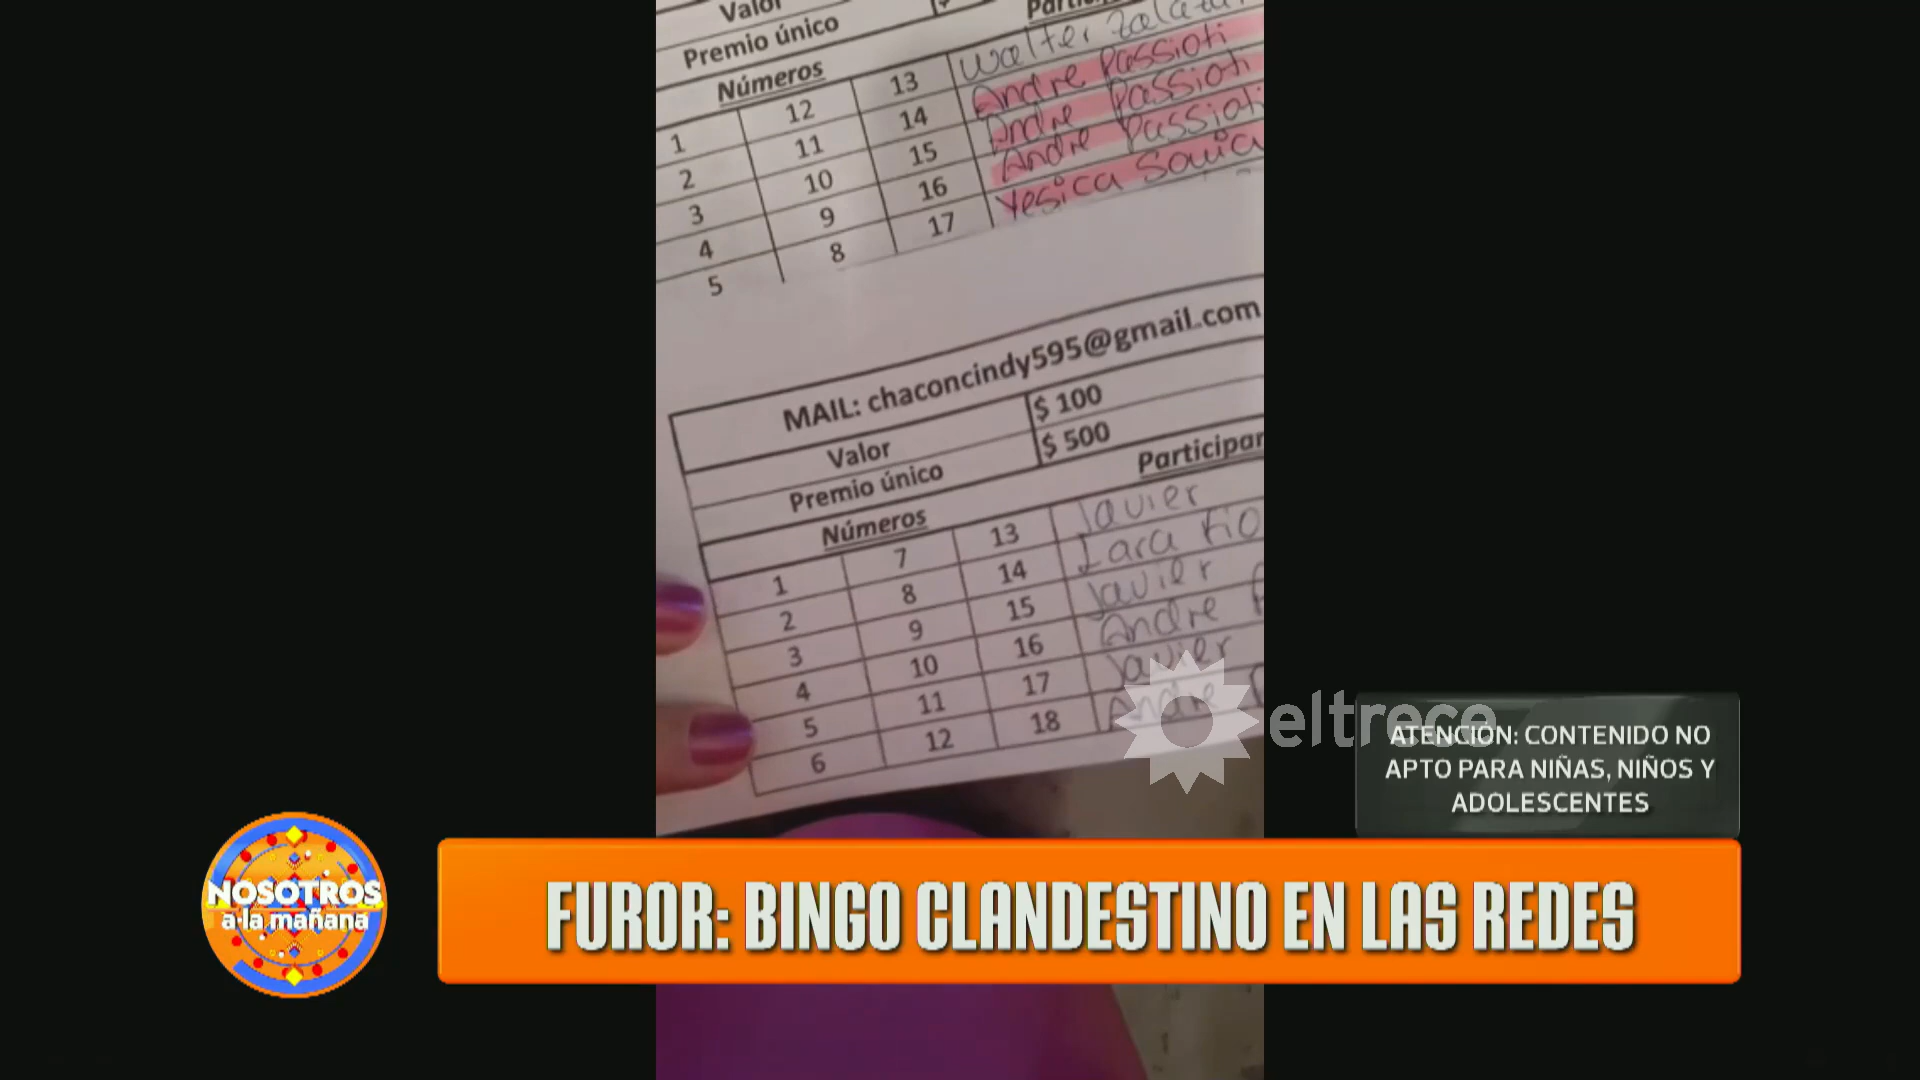 Valor
Premio único
Números
12 13 Walter
1 11 14 Andre Passioti
2 10 15 Andre Passioti
3 9 16 Andre Passioti
4 8 17 Yesica
5
MAIL: chaconcindy595@gmail.com
Valor $ 100
Premio único $ 500
Números Participan
1 7 13 Javier
2 8 14 Lara
3 9 15 Javier
4 10 16 Andre
5 11 17 Javier
6 12 18 Andre
eltrece
ATENCIÓN: CONTENIDO NO
APTO PARA NIÑAS, NIÑOS Y
ADOLESCENTES
NOSOTROS
a la mañana
FUROR: BINGO CLANDESTINO EN LAS REDES